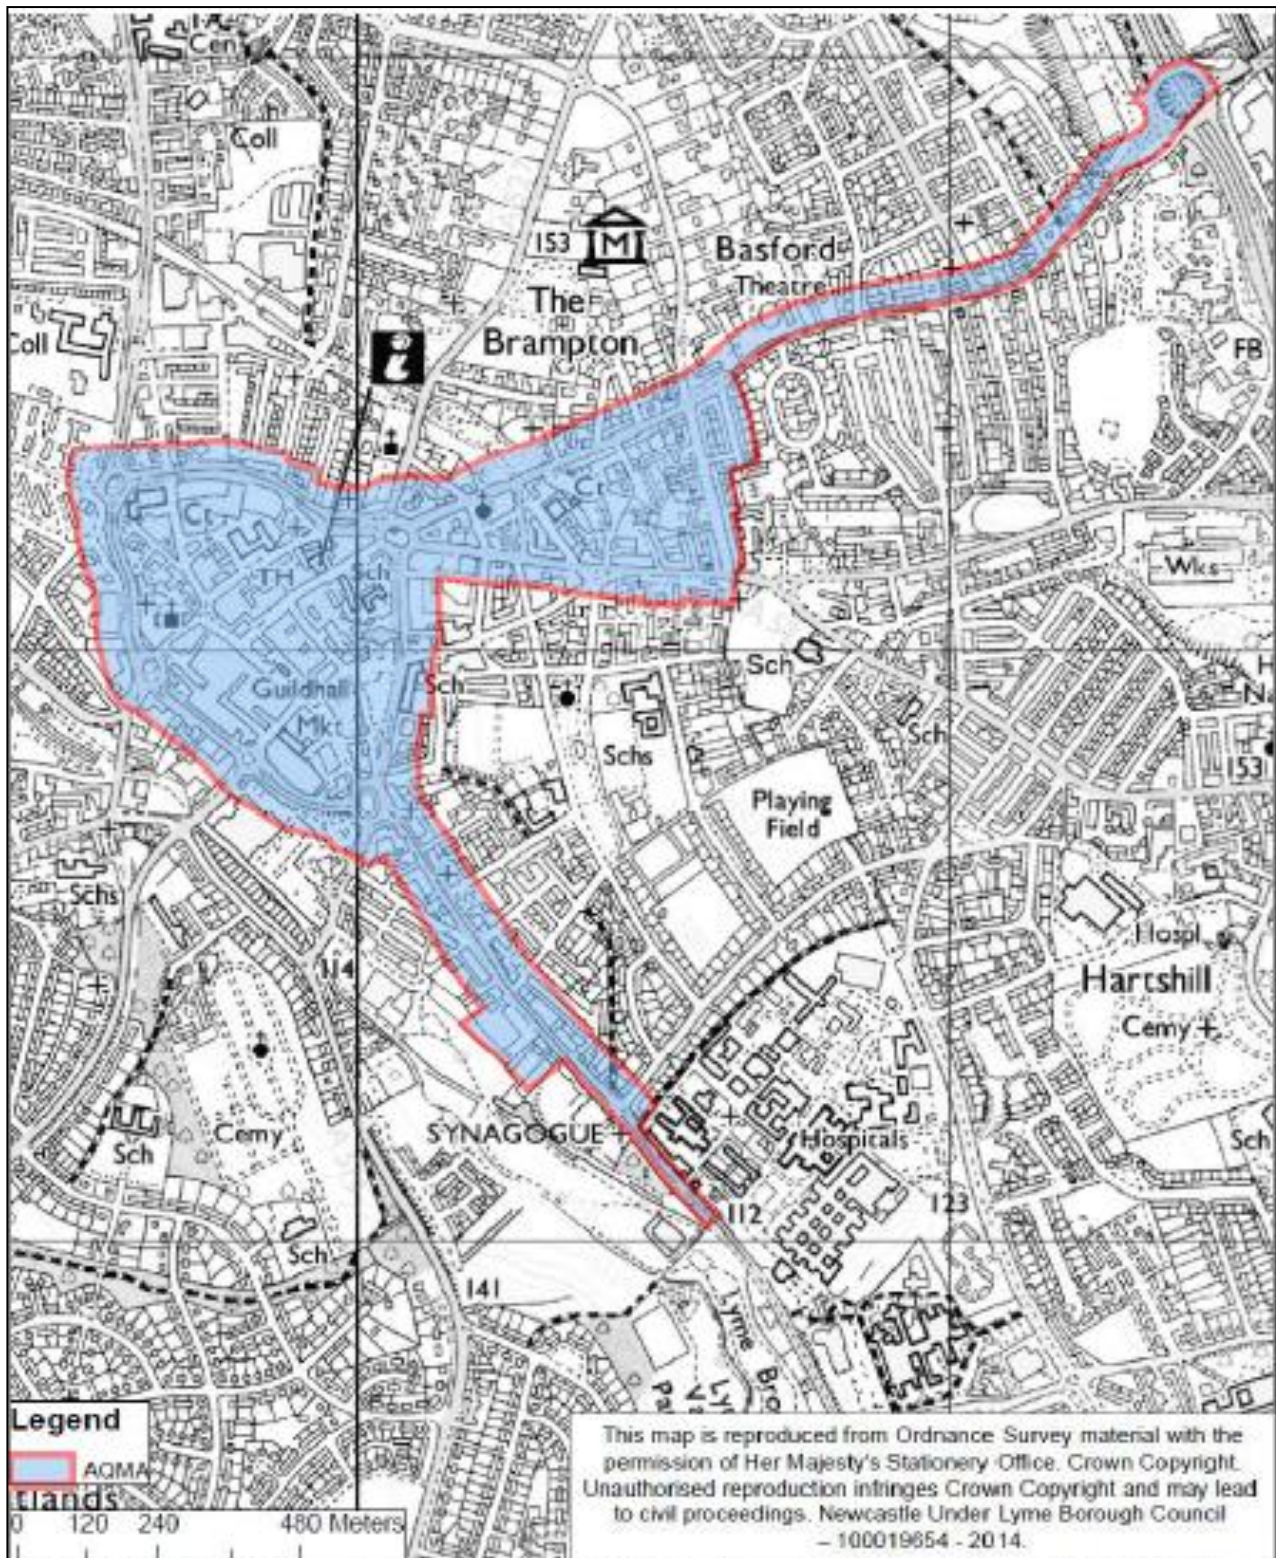 Cen
Coll
153
M
Basford
Theatre
The
Brampton
i
Coll
FB
Cr
Cr
TH
Sch
Wks
Sch
Guildhall
Sch
Mkt
Schs
Sch
153
Playing
Field
Schs
Hospl
114
Hartshill
Cemy
Cemy
SYNAGOGUE
Hospitals
Sch
Sch
112
123
Sch
141
Lyme
Legend
AQMA
tlands
0 120 240 480 Meters
This map is reproduced from Ordnance Survey material with the
permission of Her Majesty's Stationery Office. Crown Copyright.
Unauthorised reproduction infringes Crown Copyright and may lead
to civil proceedings. Newcastle Under Lyme Borough Council
– 100019654 - 2014.